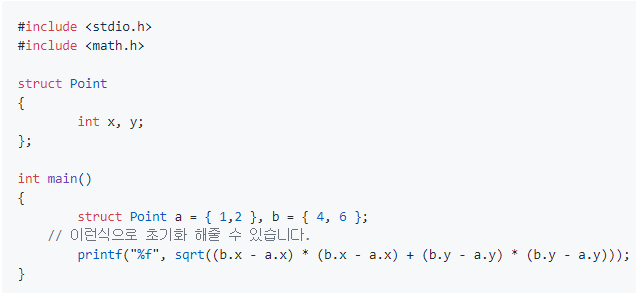 #include <stdio.h>
#include <math.h>
struct Point
{
int x, y;
};
int main()
{
struct Point a = { 1,2 }, b = { 4, 6 };
// 이런식으로 초기화 해줄 수 있습니다.
printf("%f", sqrt((b.x - a.x) * (b.x - a.x) + (b.y - a.y) * (b.y - a.y)));
}